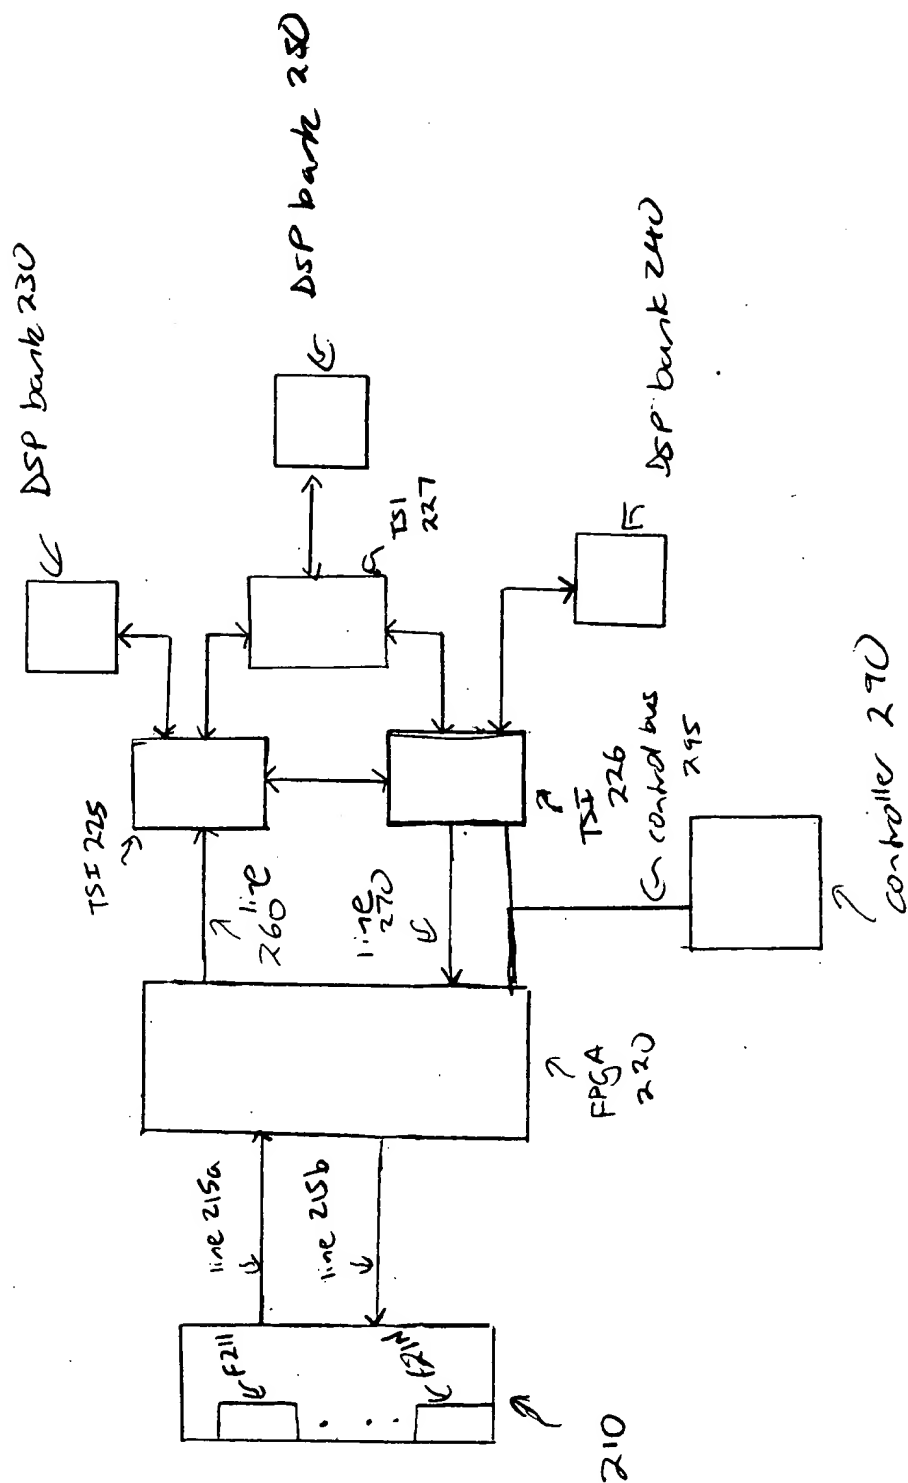 DSP bank 230
TSI 225
line 215a
F211
line
260
DSP bank 250
line 215b
line
270
F21N
TSI
227
TSI
226
control bus
295
FPGA
220
DSP bank 240
210
controller 290